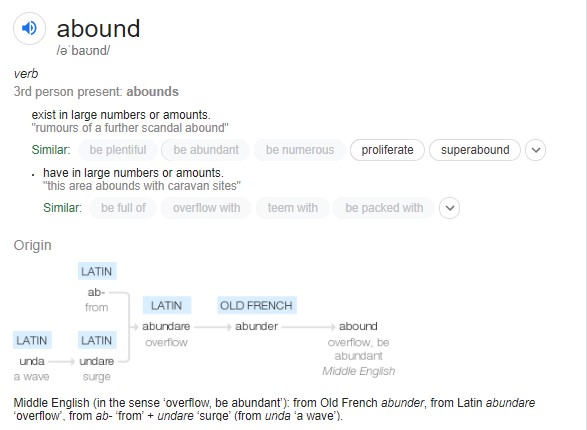 abound
/əˈbaʊnd/
verb
3rd person present: abounds
exist in large numbers or amounts.
"rumours of a further scandal abound"
Similar: be plentiful be abundant be numerous proliferate superabound
• have in large numbers or amounts.
"this area abounds with caravan sites"
Similar: be full of overflow with teem with be packed with
Origin
LATIN
ab-
from
LATIN OLD FRENCH
abundare abunder abound
overflow overflow, be
abundant
Middle English
LATIN LATIN
unda undare
a wave surge
Middle English (in the sense ‘overflow, be abundant’): from Old French abunder, from Latin abundare
‘overflow’, from ab- ‘from’ + undare ‘surge’ (from unda ‘a wave’).